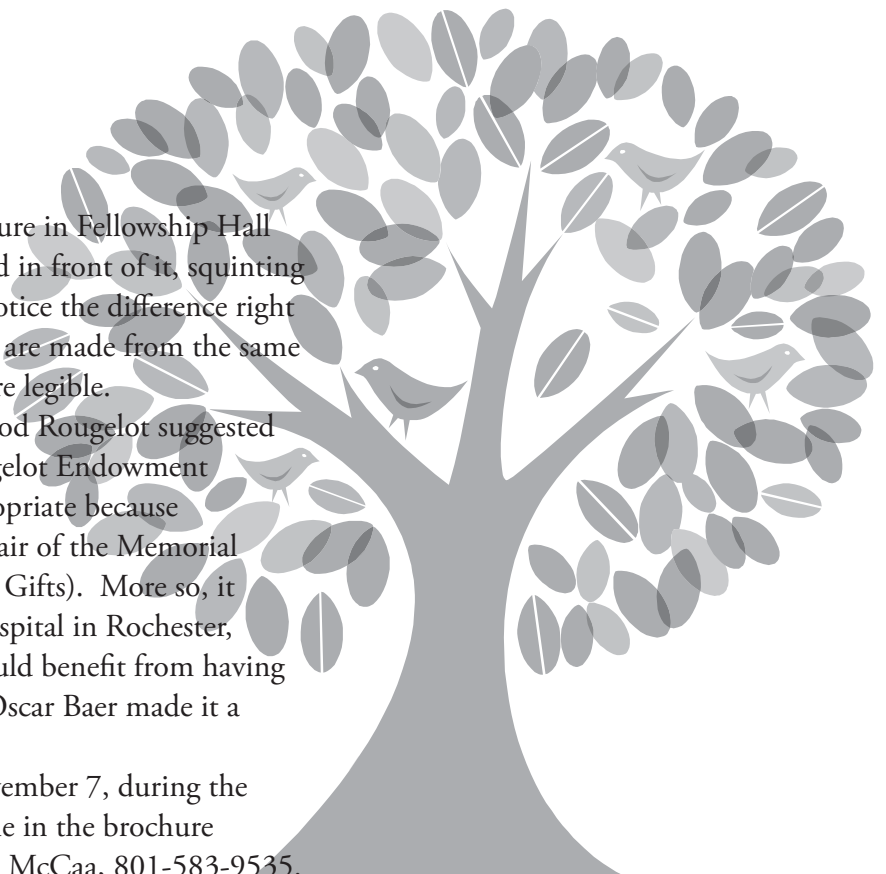 ure in Fellowship Hall
d in front of it, squinting
otice the difference right
are made from the same
re legible.
od Rougelot suggested
gelot Endowment
opriate because
air of the Memorial
Gifts).  More so, it
spital in Rochester,
uld benefit from having
Oscar Baer made it a
vember 7, during the
e in the brochure
McCaa, 801-583-9535.